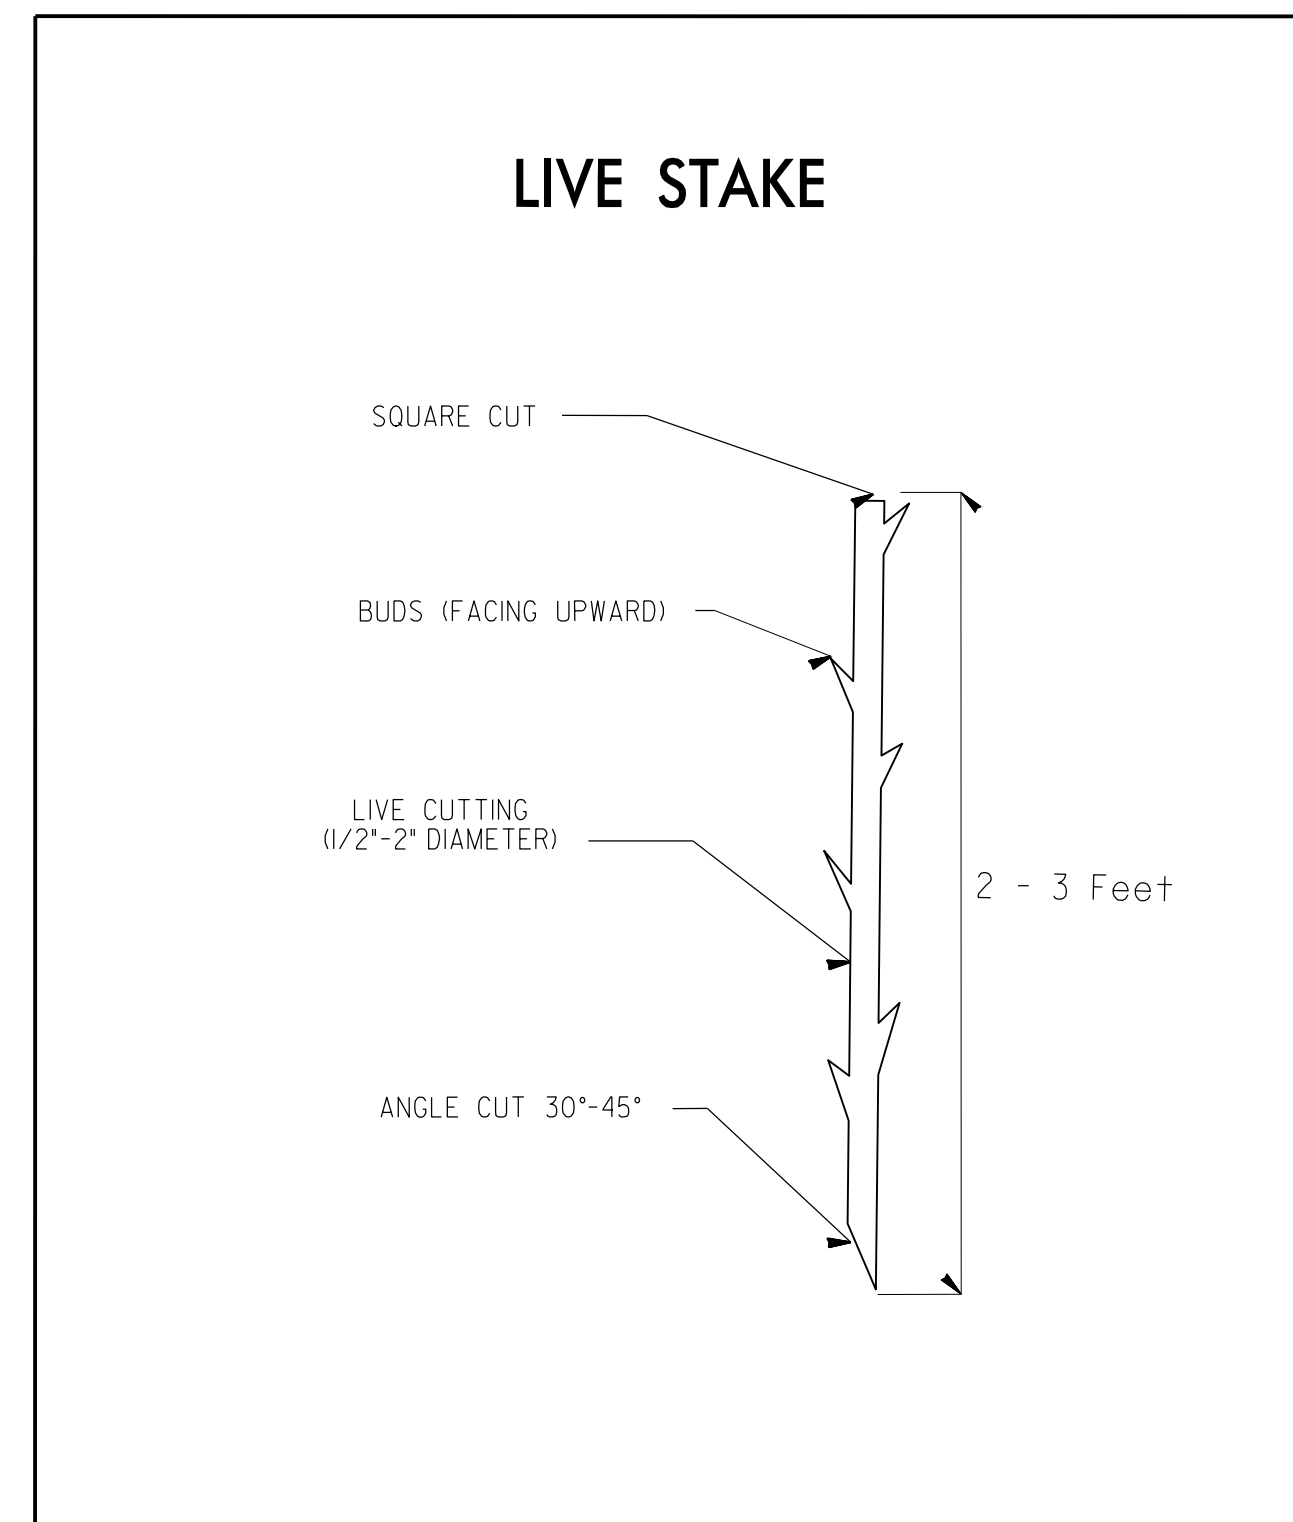 LIVE STAKE
SQUARE CUT
BUDS (FACING UPWARD)
LIVE CUTTING
(1/2"-2" DIAMETER)
2 - 3 Feet
ANGLE CUT 30°-45°